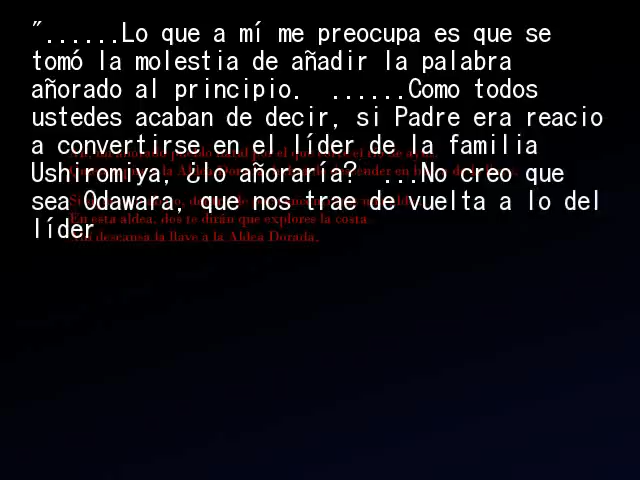 "......Lo que a mí me preocupa es que se
tomó la molestia de añadir la palabra
añorado al principio.  ......Como todos
ustedes acaban de decir, si Padre era reacio
a convertirse en el líder de la familia
Ushiromiya, ¿lo añoraría?  ...No creo que
sea Odawara, que nos trae de vuelta a lo del
líder
En esta aldea, dos te dirán que explores la costa
descansa la llave a la Aldea Dorada.